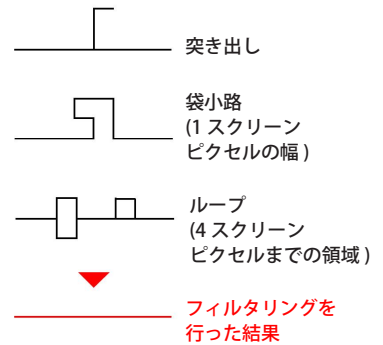 突き出し
袋小路
(1 スクリーン
ピクセルの幅 )
ループ
(4 スクリーン
ピクセルまでの領域 )
フィルタリングを
行った結果